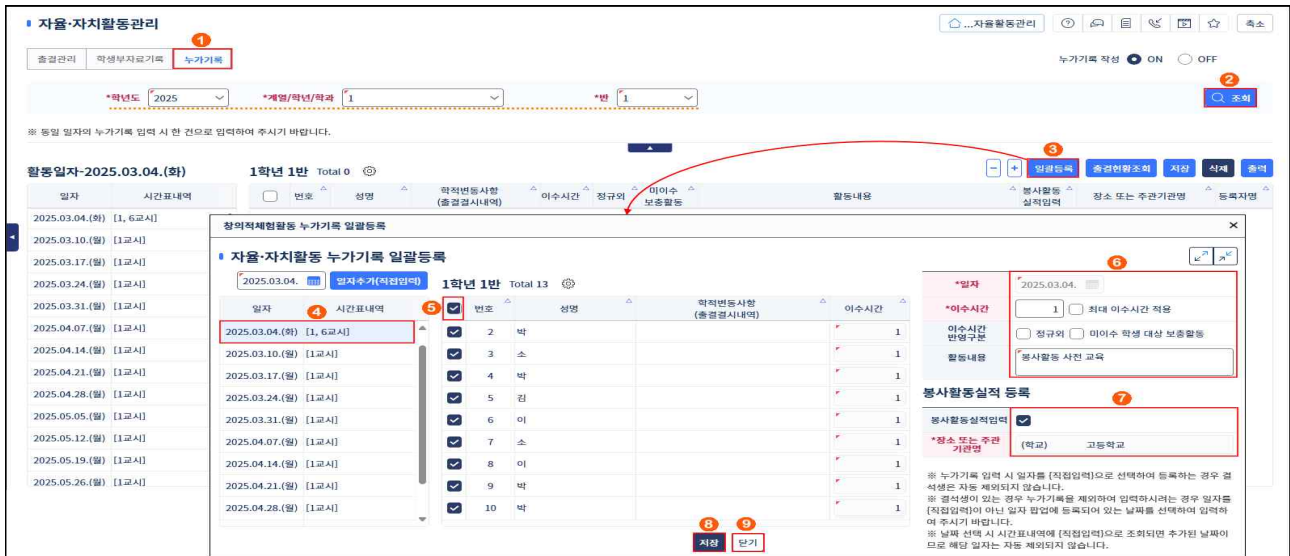 자율·자치활동관리
...자율활동관리
축소
1
출결관리 학생부자료기록 누가기록
누가기록 작성 ON OFF
2
*학년도 2025 *계열/학년/학과 1 *반 1 조회
※ 동일 일자의 누가기록 입력 시 한 건으로 입력하여 주시기 바랍니다.
3
활동일자-2025.03.04.(화) 1학년 1반 Total 0 - + 일괄등록 출결현황조회 저장 삭제 출력
일자 시간표내역 번호 성명 학적변동사항 (출결결시내역) 이수시간 정규외 미이수 보충활동 활동내용 봉사활동 실적입력 장소 또는 주관기관명 등록자명
2025.03.04.(화) [1, 6교시]
2025.03.10.(월) [1교시]
2025.03.17.(월) [1교시]
2025.03.24.(월) [1교시]
2025.03.31.(월) [1교시]
2025.04.07.(월) [1교시]
2025.04.14.(월) [1교시]
2025.04.21.(월) [1교시]
2025.04.28.(월) [1교시]
2025.05.05.(월) [1교시]
2025.05.12.(월) [1교시]
2025.05.19.(월) [1교시]
2025.05.26.(월) [1교시]
창의적체험활동 누가기록 일괄등록
자율·자치활동 누가기록 일괄등록
2025.03.04. 일자추가(직접입력) 1학년 1반 Total 13
일자 4 시간표내역 5 번호 성명 학적변동사항 (출결결시내역) 이수시간
2025.03.04.(화) [1, 6교시] 2 박 1
2025.03.10.(월) [1교시] 3 소 1
2025.03.17.(월) [1교시] 4 박 1
2025.03.24.(월) [1교시] 5 김 1
2025.03.31.(월) [1교시] 6 이 1
2025.04.07.(월) [1교시] 7 소 1
2025.04.14.(월) [1교시] 8 이 1
2025.04.21.(월) [1교시] 9 박 1
2025.04.28.(월) [1교시] 10 박 1
6
*일자 2025.03.04.
*이수시간 1 최대 이수시간 적용
이수시간 반영구분 정규외 미이수 학생 대상 보충활동
활동내용 봉사활동 사전 교육
봉사활동실적 등록
7
봉사활동실적입력
*장소 또는 주관기관명 (학교) 고등학교
※ 누가기록 입력 시 일자를 {직접입력}으로 선택하여 등록하는 경우 결
석생은 자동 제외되지 않습니다.
※ 결석생이 있는 경우 누가기록을 제외하여 입력하시려는 경우 일자를
{직접입력}이 아닌 일자 팝업에 등록되어 있는 날짜를 선택하여 입력하
여 주시기 바랍니다.
※ 날짜 선택 시 시간표내역에 {직접입력}으로 조회되면 추가된 날짜이
므로 해당 일자는 자동 제외되지 않습니다.
8 9
저장 닫기